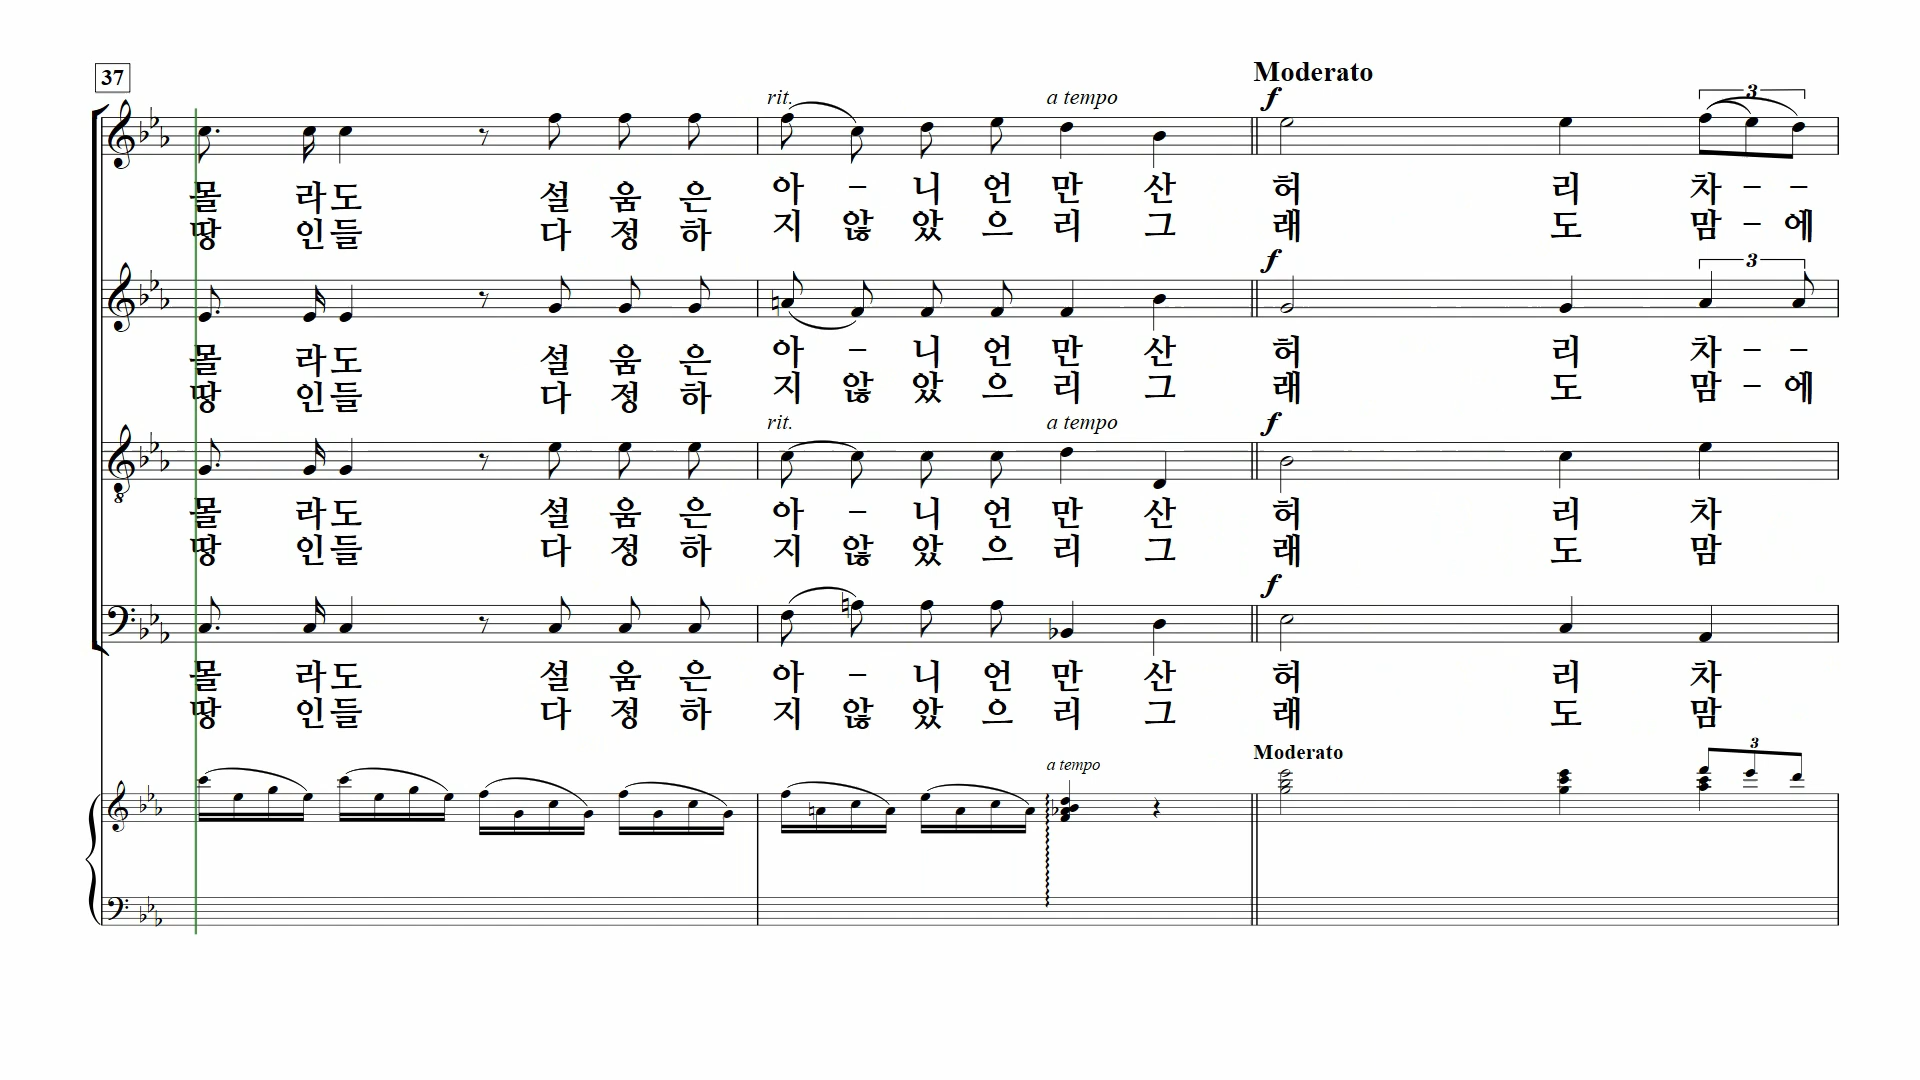 37
Moderato
rit. a tempo f 3
몰 라 도 설 움 은 아 – 니 언 만 산 허 리 차 – –
땅 인 들 다 정 하 지 않 았 으 리 그 래 도 맘 – 에
f 3
몰 라 도 설 움 은 아 – 니 언 만 산 허 리 차 – –
땅 인 들 다 정 하 지 않 았 으 리 그 래 도 맘 – 에
rit. a tempo f
8
몰 라 도 설 움 은 아 – 니 언 만 산 허 리 차
땅 인 들 다 정 하 지 않 았 으 리 그 래 도 맘
f
몰 라 도 설 움 은 아 – 니 언 만 산 허 리 차
땅 인 들 다 정 하 지 않 았 으 리 그 래 도 맘
Moderato 3
a tempo